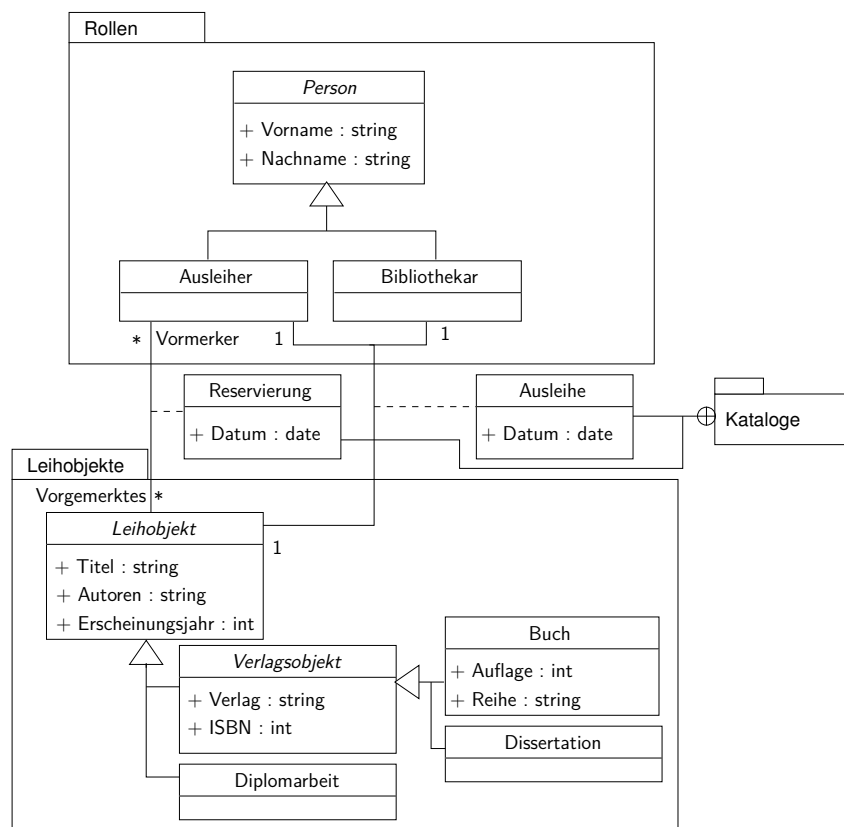 Rollen
Person
+ Vorname : string
+ Nachname : string
Ausleiher
Bibliothekar
* Vormerker
1
1
Reservierung
+ Datum : date
Ausleihe
+ Datum : date
Kataloge
Leihobjekte
Vorgemerktes *
Leihobjekt
1
+ Titel : string
+ Autoren : string
+ Erscheinungsjahr : int
Verlagsobjekt
+ Verlag : string
+ ISBN : int
Buch
+ Auflage : int
+ Reihe : string
Dissertation
Diplomarbeit